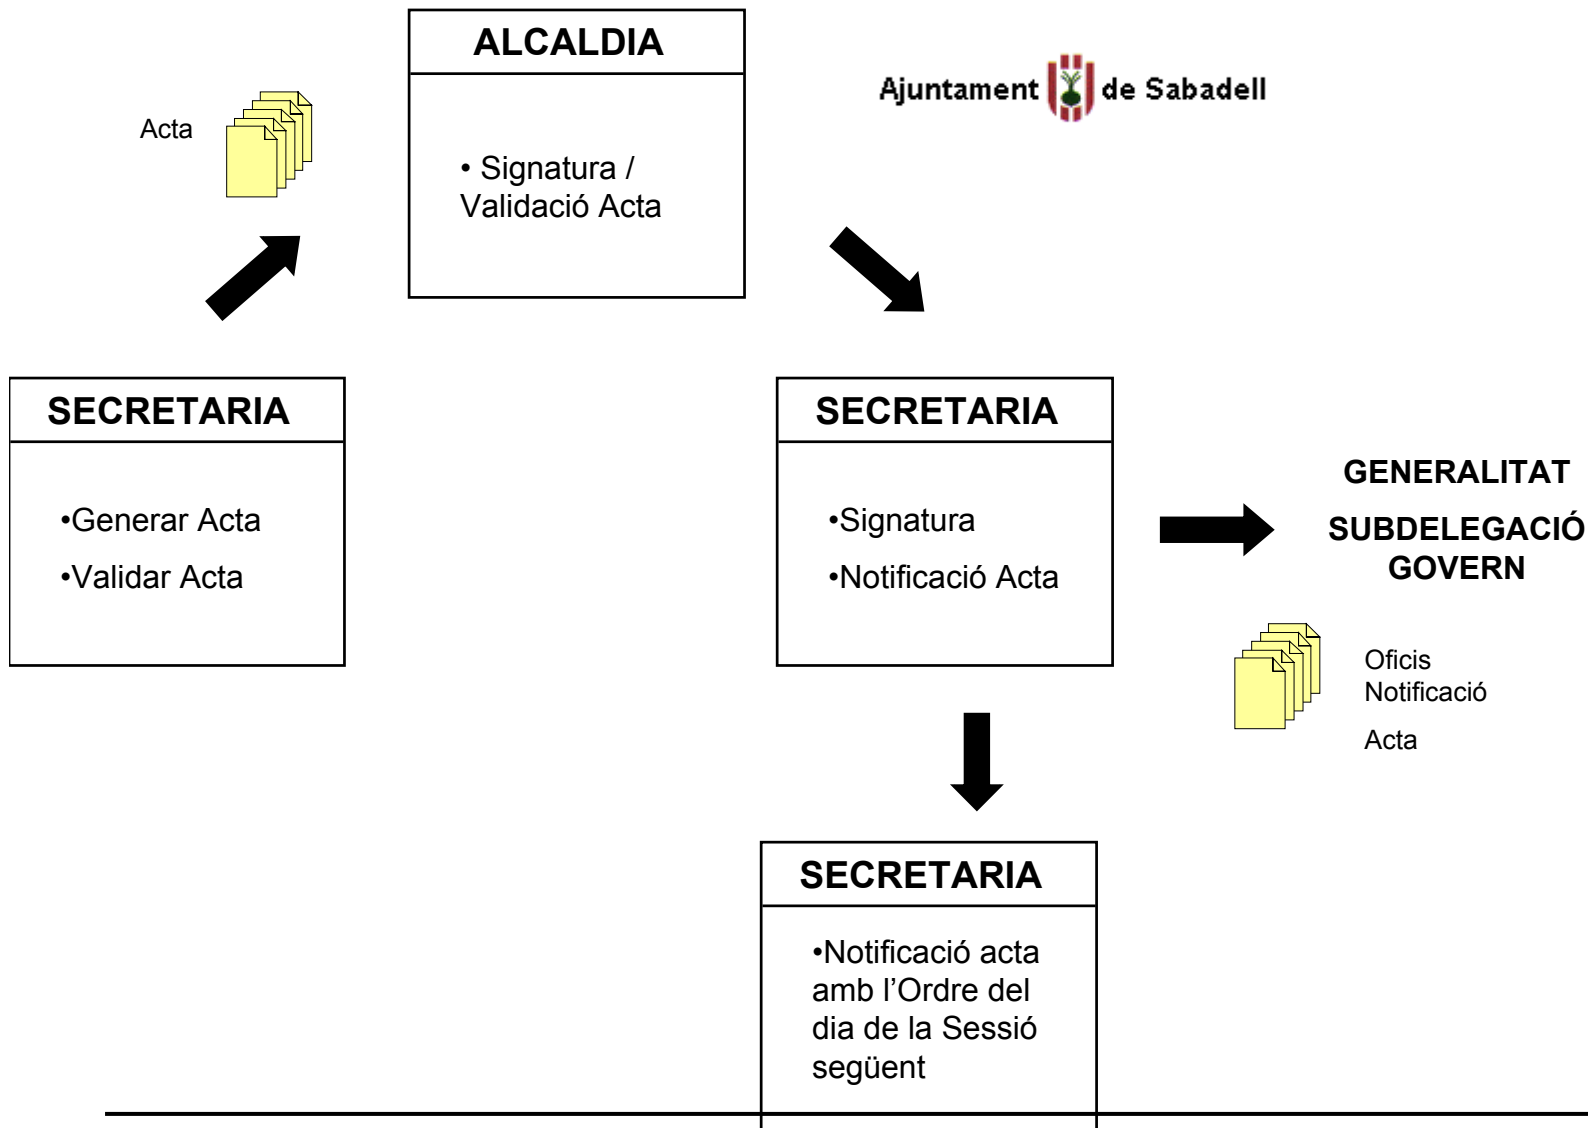 ALCALDIA
Ajuntament de Sabadell
Acta
• Signatura /
Validació Acta
SECRETARIA
•Generar Acta
•Validar Acta
SECRETARIA
•Signatura
•Notificació Acta
GENERALITAT
SUBDELEGACIÓ
GOVERN
Oficis
Notificació
Acta
SECRETARIA
•Notificació acta
amb l’Ordre del
dia de la Sessió
següent